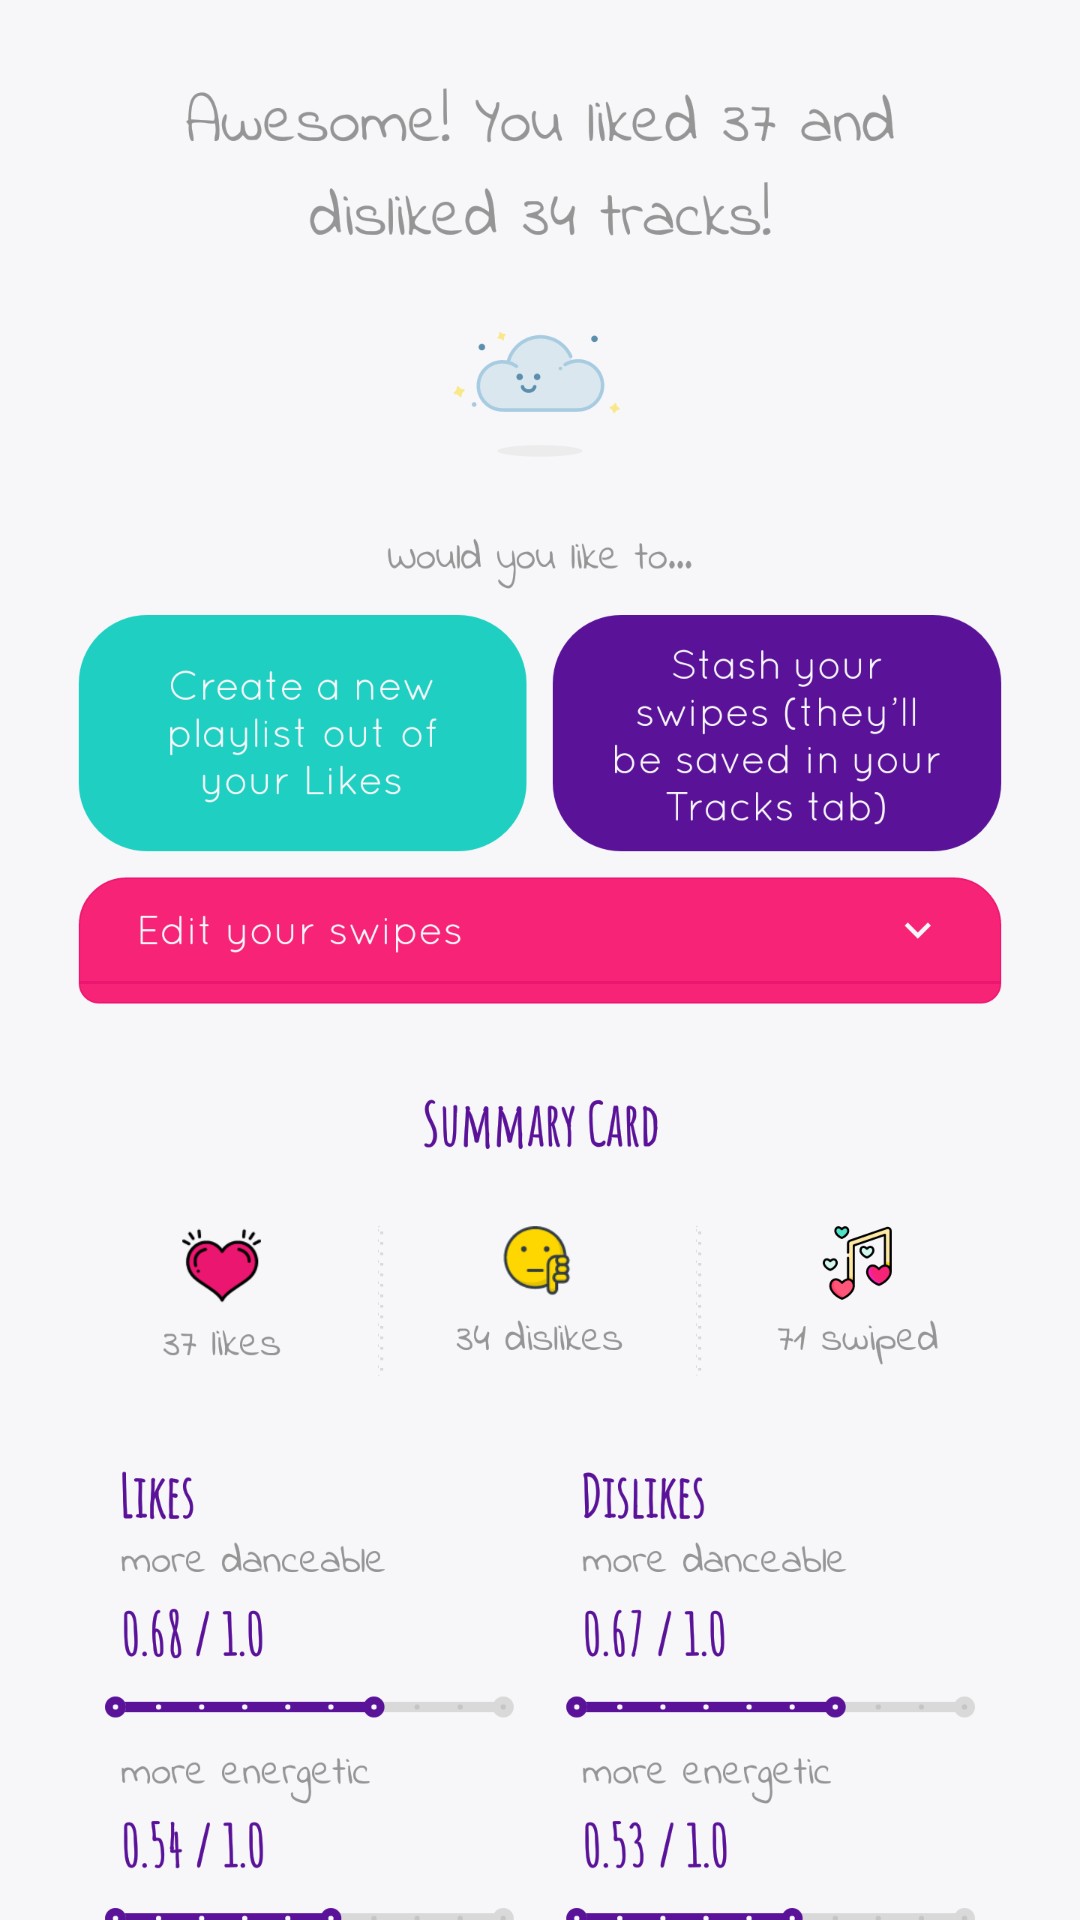 Awesome! You liked 37 and
disliked 34 tracks!
would you like to...
Create a new
playlist out of
your Likes
Stash your
swipes (they'll
be saved in your
Tracks tab)
Edit your swipes
Summary Card
37 likes
34 dislikes
71 swiped
Likes
more danceable
0.68 / 1.0
more energetic
0.54 / 1.0
Dislikes
more danceable
0.67 / 1.0
more energetic
0.53 / 1.0